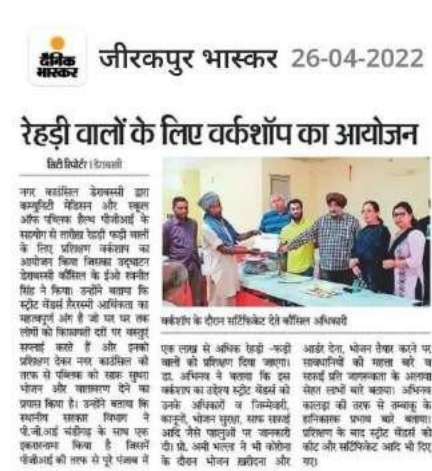 दैनिक
भास्कर
जीरकपुर भास्कर 26-04-2022
रेहड़ी वालों के लिए वर्कशॉप का आयोजन
सिटी रिपोर्टर | डेराबस्सी
नगर काउंसिल डेराबस्सी द्वारा
कम्युनिटी मेडिसन और स्कूल
ऑफ पब्लिक हैल्थ पीजीआई के
सहयोग से रेहड़ी फड़ी वालों
के लिए प्रशिक्षण वर्कशाप का
आयोजन किया जिसका उद्घाटन
डेराबस्सी कौंसिल के ईओ
सिंह ने किया। उन्होंने बताया कि
स्ट्रीट वेंडर्स आर्थिकता का
महत्वपूर्ण अंग है जो घर घर तक
लोगों को किफायती दरों पर वस्तुएं
सप्लाई करते हैं और इनको
प्रशिक्षण देकर नगर काउंसिल की
तरफ से पब्लिक को साफ सुथरा
भोजन और वातावरण देने का
प्रयास किया है। उन्होंने बताया कि
स्थानीय सरकार विभाग ने
पी.जी.आई चंडीगढ़ के साथ एक
इकरारनामा किया है जिसमें
पीजीआई की तरफ से पूरे पंजाब में
वर्कशॉप के दौरान सर्टिफिकेट देते कौंसिल अधिकारी
एक लाख से अधिक रेहड़ी -फड़ी
वालों को प्रशिक्षण दिया जाएगा।
डा. अभिनव ने बताया कि इस
वर्कशाप का उद्देश्य स्ट्रीट वेंडर्स को
उनके अधिकारों व जिम्मेवारी,
कानूनी, भोजन सुरक्षा, साफ सफाई
आदि जैसे पहलुओं पर जानकारी
दी। प्रो. अमी भल्ला ने भी कोरोना
के दौरान भोजन खरीदना और
आर्डर देना, भोजन तैयार करने पर
सावधानियों की महत्ता बारे व
सफाई प्रति जागरूकता के अलावा
सेहत लाभों बारे बताया। अभिनव
कालड़ा की तरफ से तम्बाकू के
हानिकारक प्रभाव बारे बताया।
प्रशिक्षण के बाद स्ट्रीट वेंडर्स को
कीट और सर्टिफिकेट आदि भी दिए
गए।